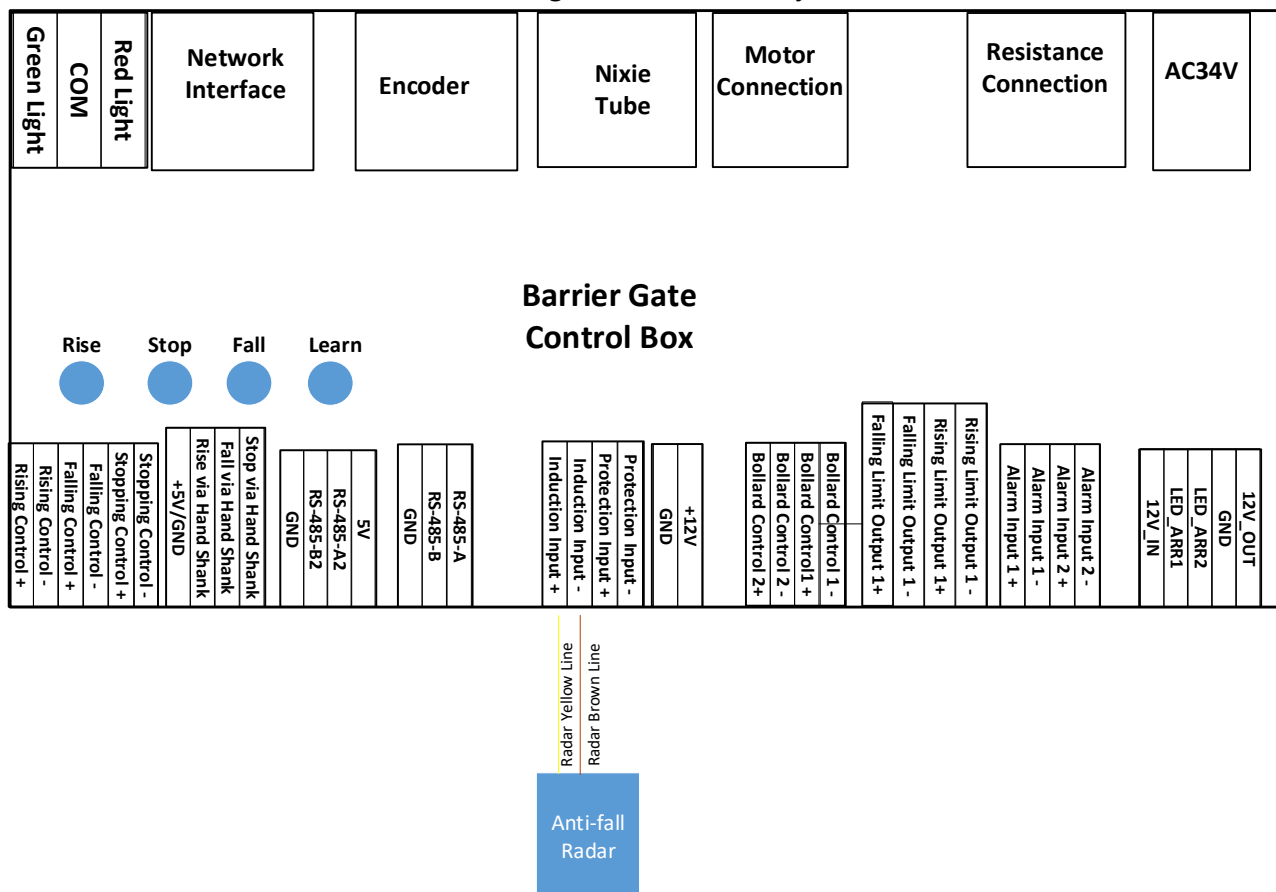 Green Light
COM
Red Light
Network
Interface
Encoder
Nixie
Tube
Motor
Connection
Resistance
Connection
AC34V
Barrier Gate
Control Box
Rise
Stop
Fall
Learn
Rising Control +
Rising Control -
Falling Control +
Falling Control -
Stopping Control +
Stopping Control -
+5V/GND
Rise via Hand Shank
Fall via Hand Shank
Stop via Hand Shank
GND
RS-485-B2
RS-485-A2
5V
GND
RS-485-B
RS-485-A
Induction Input +
Induction Input -
Protection Input +
Protection Input -
GND
+12V
Bollard Control 2+
Bollard Control 2 -
Bollard Control1 +
Bollard Control 1 -
Falling Limit Output 1+
Falling Limit Output 1 -
Rising Limit Output 1+
Rising Limit Output 1 -
Alarm Input 1 +
Alarm Input 1 -
Alarm Input 2 +
Alarm Input 2 -
12V_IN
LED_ARR1
LED_ARR2
GND
12V_OUT
Radar Yellow Line
Radar Brown Line
Anti-fall
Radar